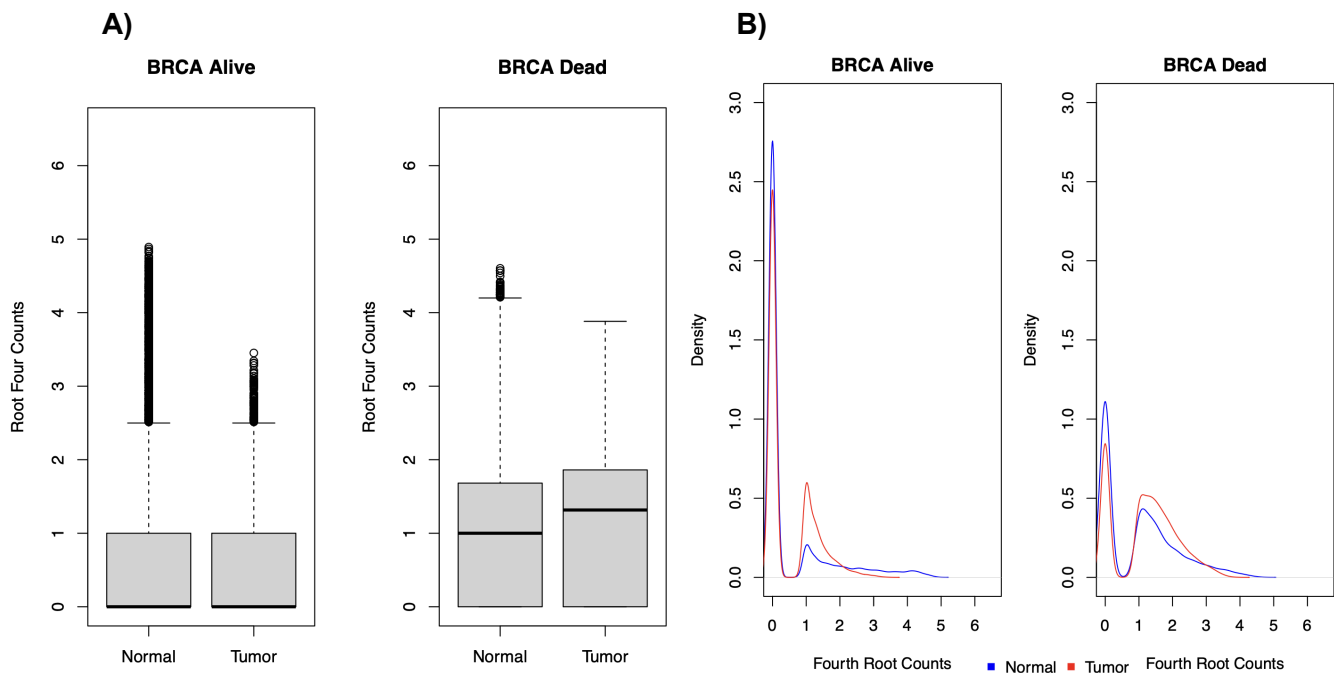 A)
BRCA Alive
BRCA Dead
Root Four Counts
6
5
4
3
2
1
0
Normal
Tumor
Root Four Counts
6
5
4
3
2
1
0
Normal
Tumor
B)
BRCA Alive
BRCA Dead
Density
3.0
2.5
2.0
1.5
1.0
0.5
0.0
0 1 2 3 4 5 6
Fourth Root Counts
Density
3.0
2.5
2.0
1.5
1.0
0.5
0.0
0 1 2 3 4 5 6
Normal
Tumor
Fourth Root Counts